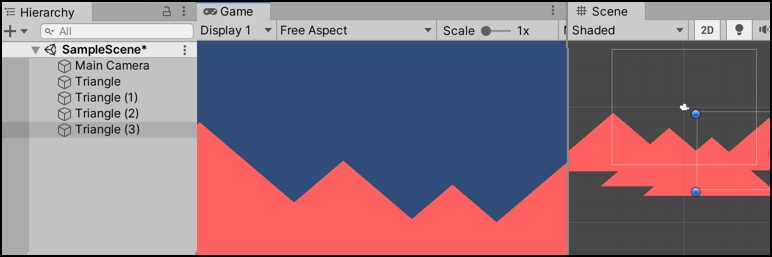 Hierarchy
Game
Scene
All
Display 1
Free Aspect
Scale
1x
Shaded
2D
SampleScene*
Main Camera
Triangle
Triangle (1)
Triangle (2)
Triangle (3)